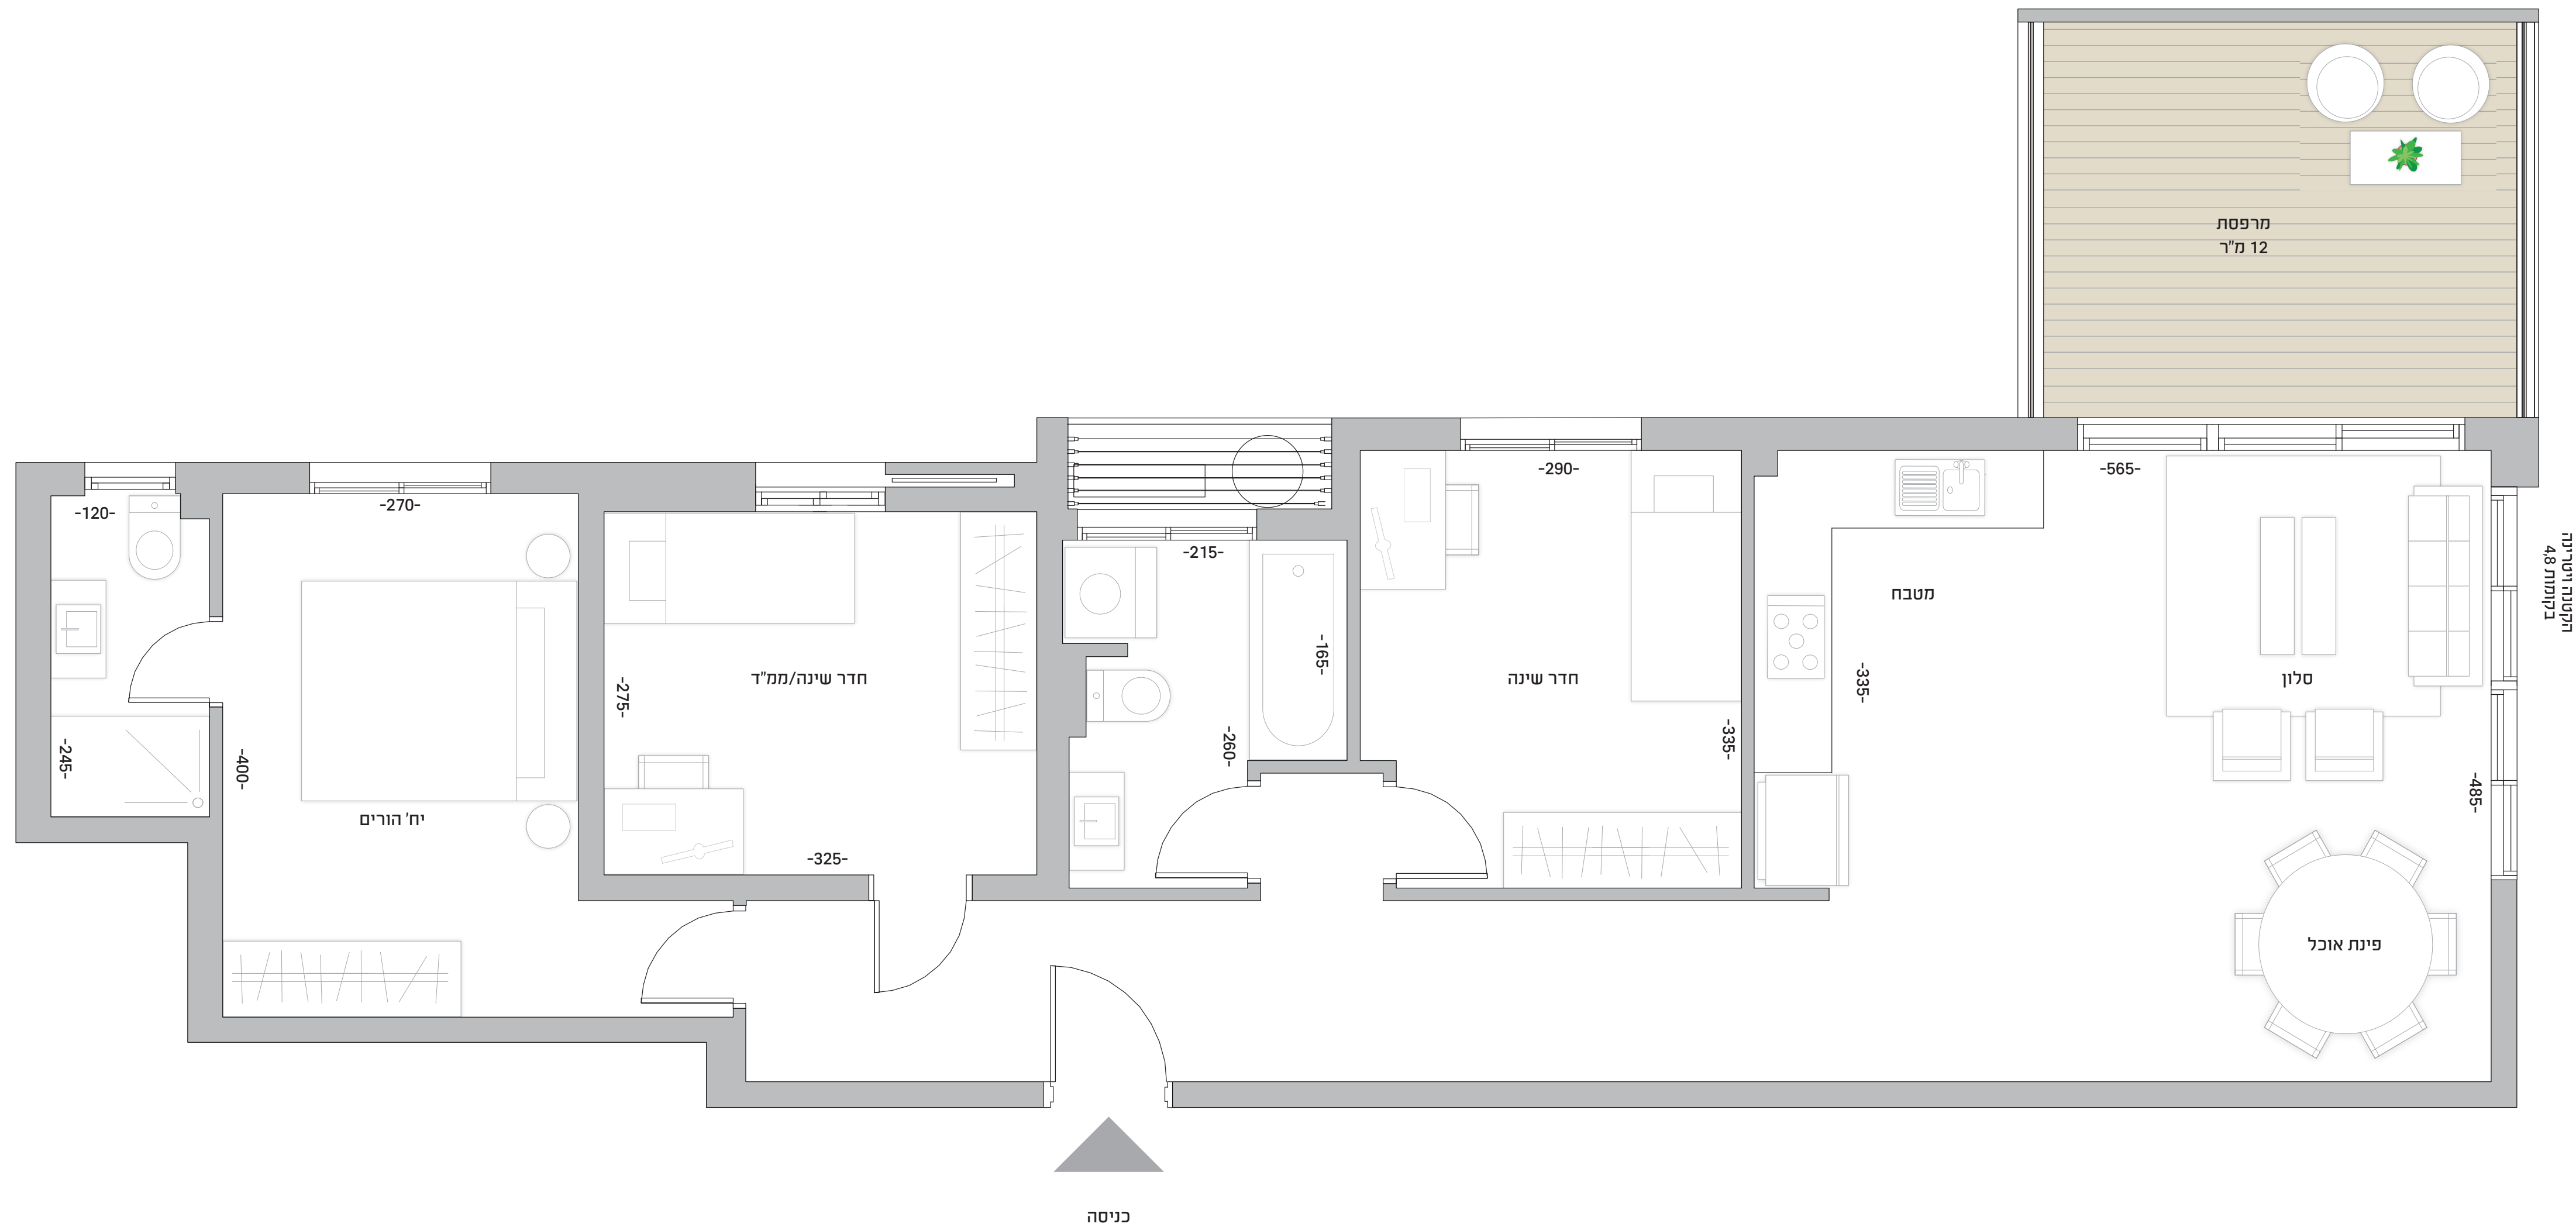 מרפסת
12 מ"ר
-565-
-290-
-270-
-120-
-215-
הקטנה ויטרינה
בקומות 4,8
מטבח
-165-
סלון
חדר שינה
חדר שינה/ממ"ד
-335-
-275-
-335-
-260-
-245-
-400-
-485-
יח' הורים
-325-
פינת אוכל
כניסה